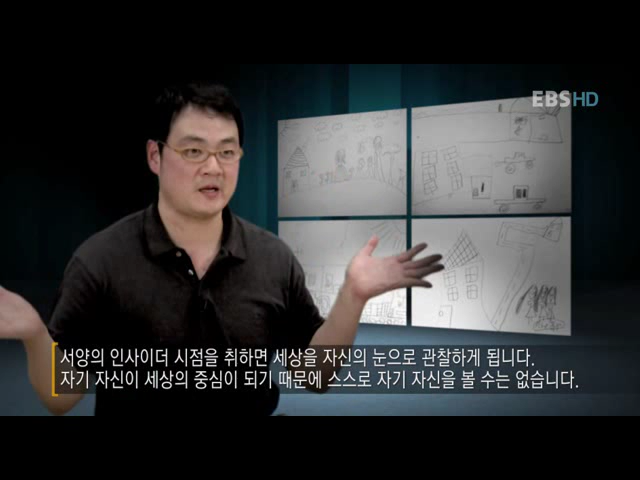 EBSHD
서양의 인사이더 시점을 취하면 세상을 자신의 눈으로 관찰하게 됩니다.
자기 자신이 세상의 중심이 되기 때문에 스스로 자기 자신을 볼 수는 없습니다.